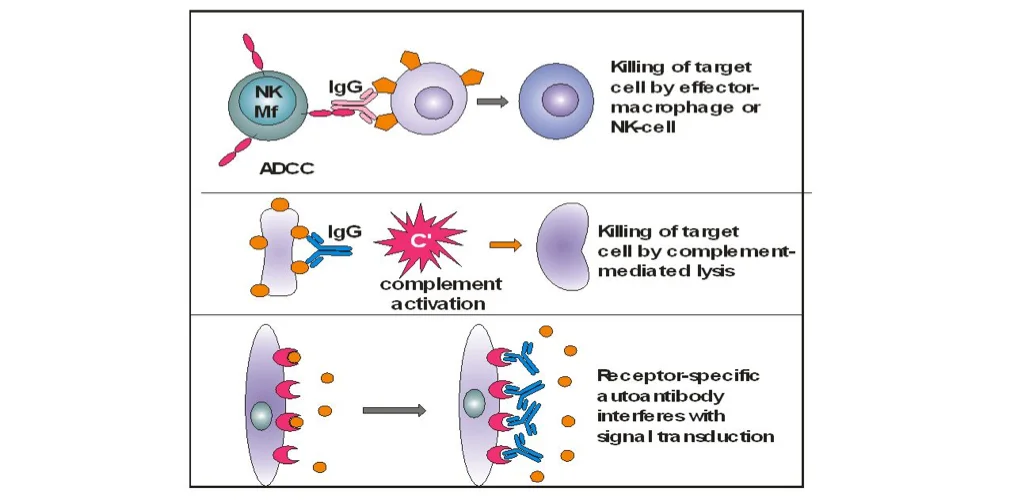 NK
Mf
IgG
ADCC
Killing of target
cell by effector-
macrophage or
NK-cell
IgG
C'
complement
activation
Killing of target
cell by complement-
mediated lysis
Receptor-specific
autoantibody
interferes with
signal transduction